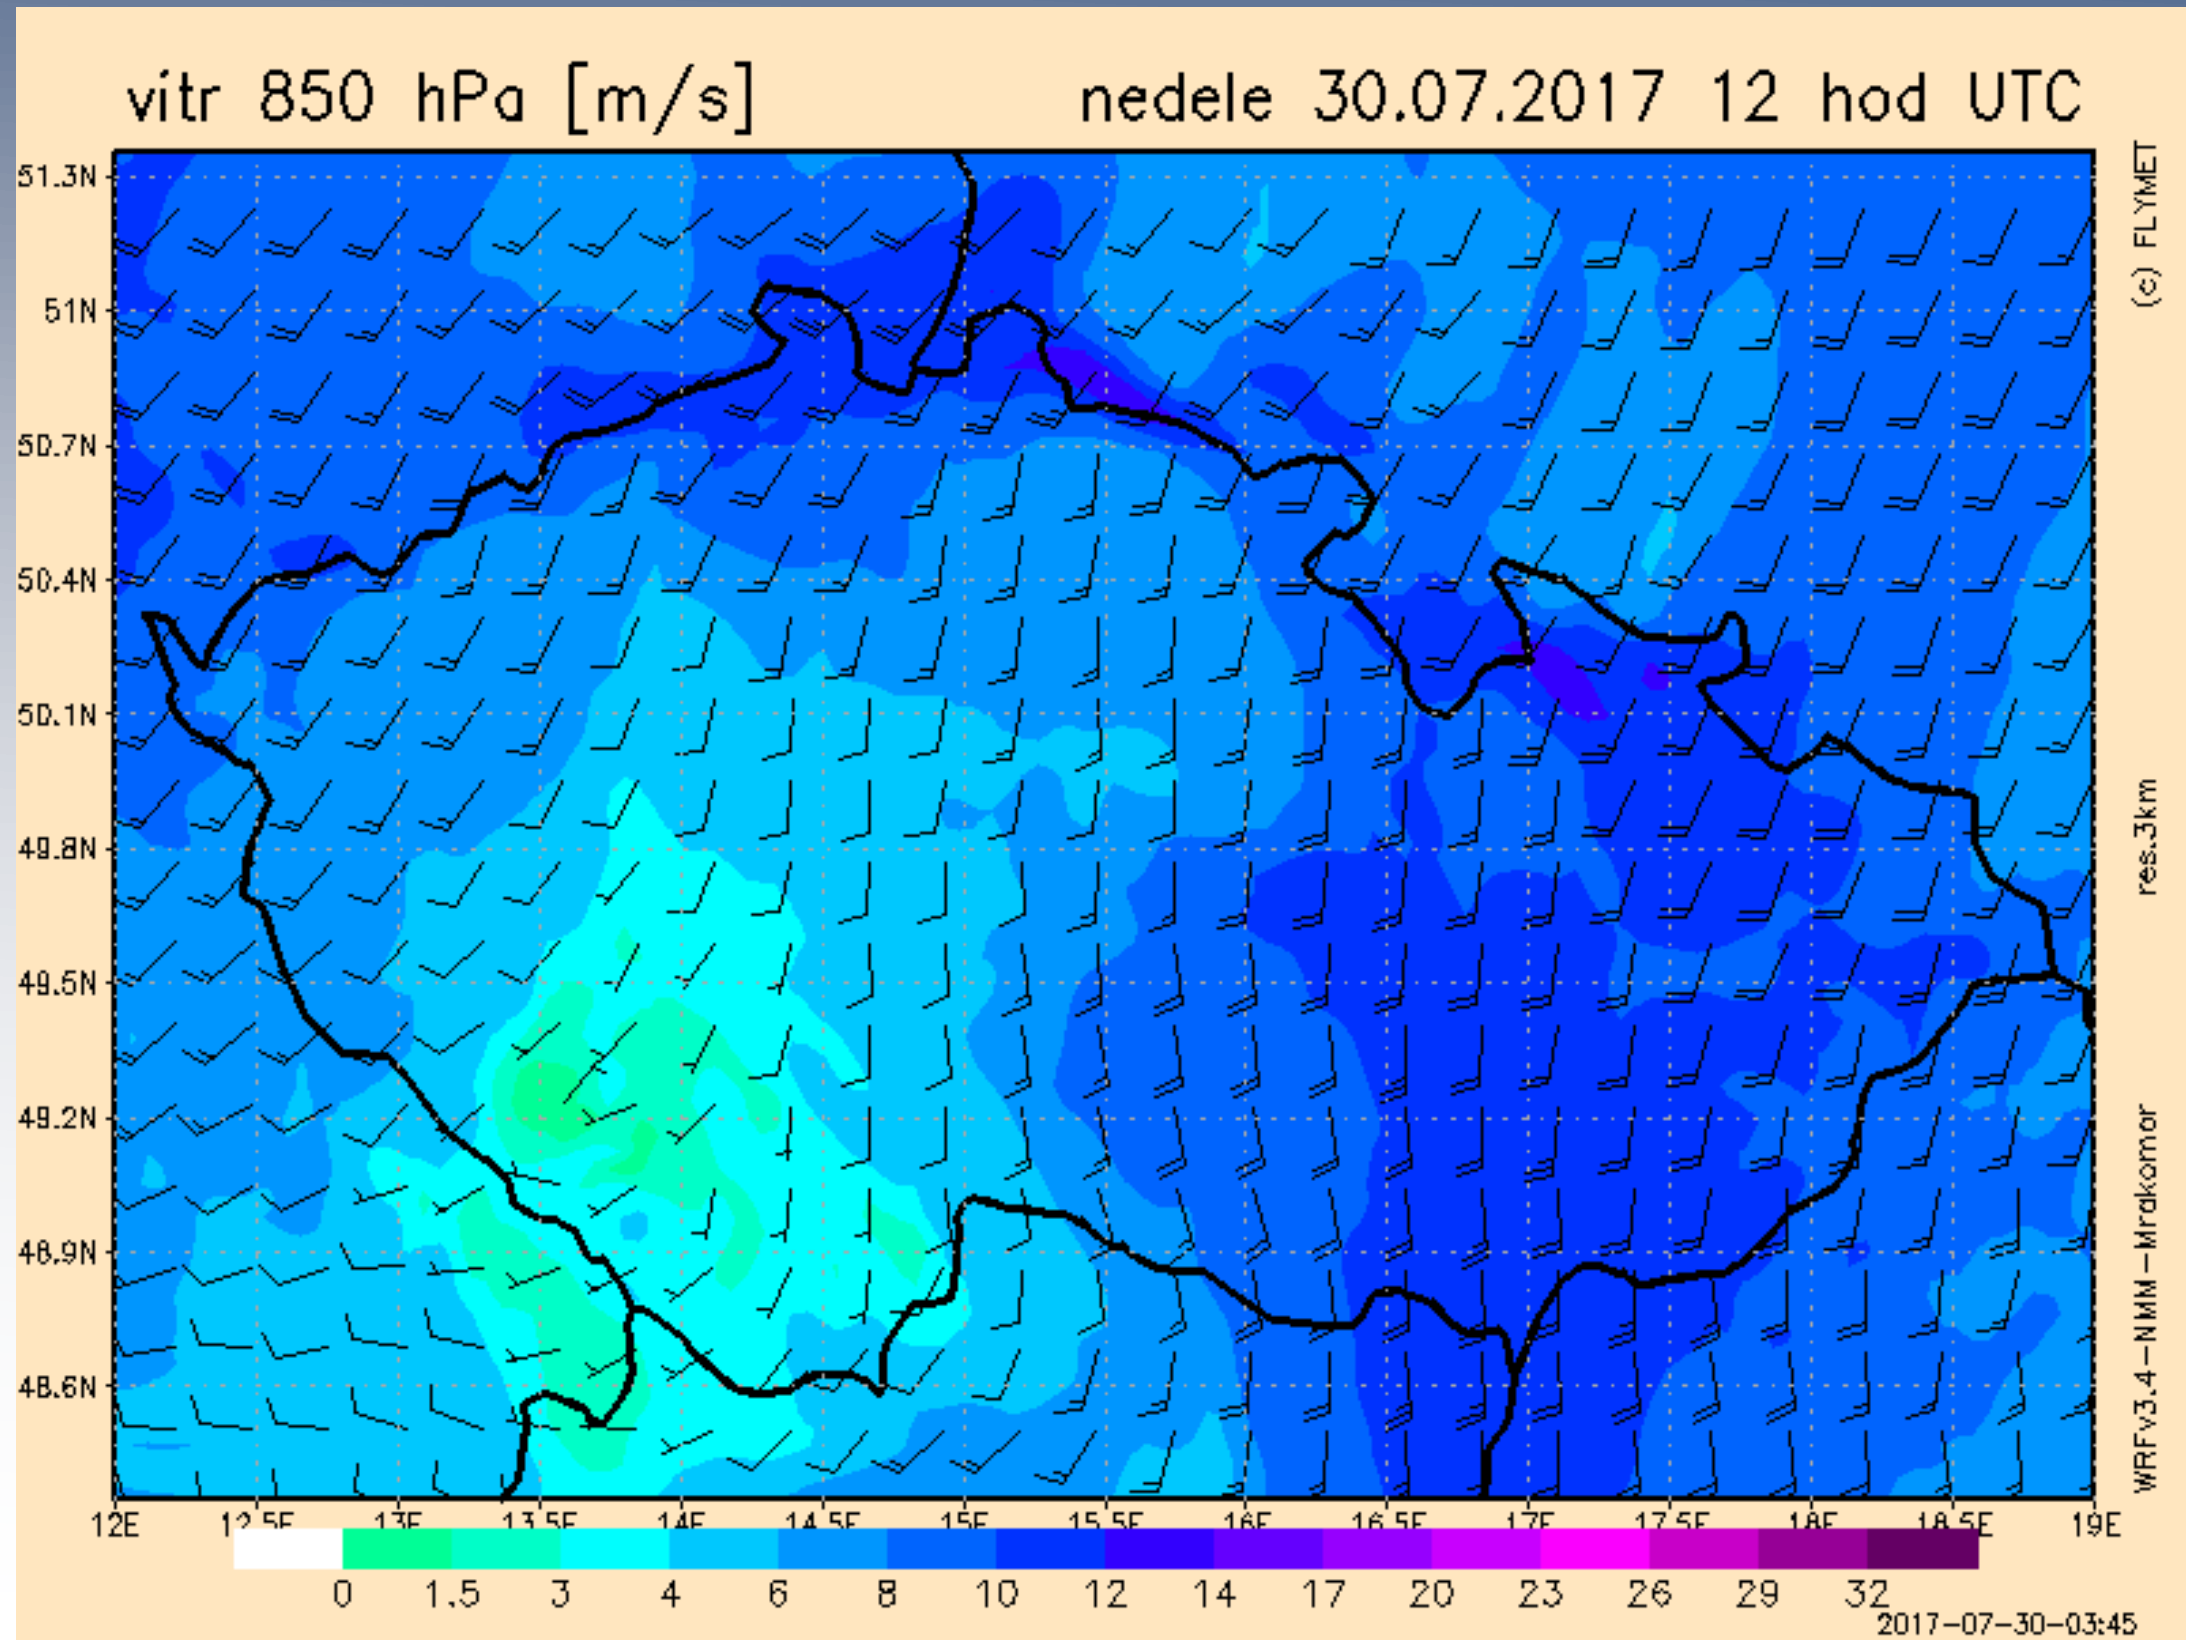 vitr 850 hPa [m/s]
nedele 30.07.2017 12 hod UTC
(c) FLYMET
51.3N
51N
50.7N
50.4N
50.1N
49.8N
49.5N
49.2N
48.9N
48.6N
res.3km
WRFv3.4-NMM-Mrakomor
12E 12.5E 13E 13.5E 14E 14.5E 15E 15.5E 16E 16.5E 17E 17.5E 18E 18.5E 19E
0 1.5 3 4 6 8 10 12 14 17 20 23 26 29 32
2017-07-30-03:45